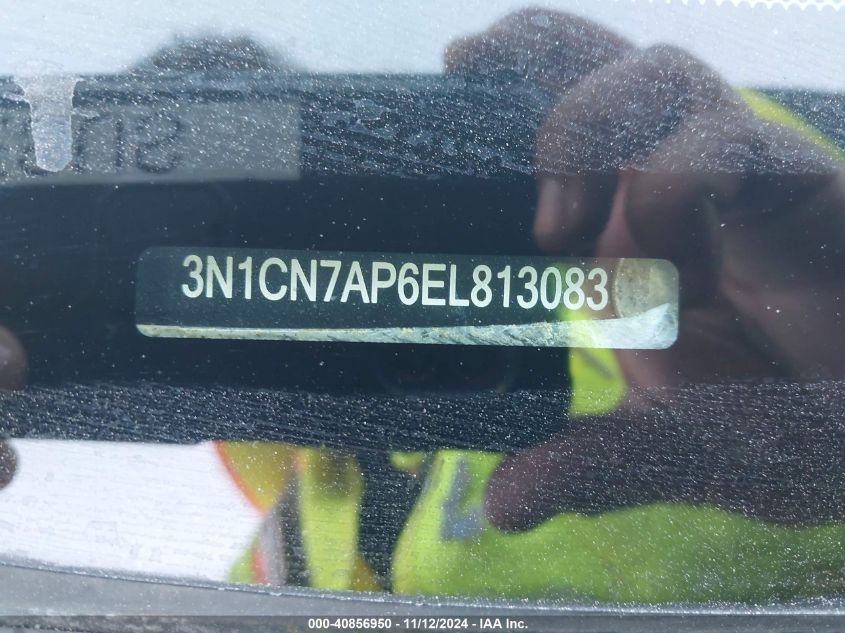 3N1CN7AP6EL813083
000-40856950 - 11/12/2024 - IAA Inc.